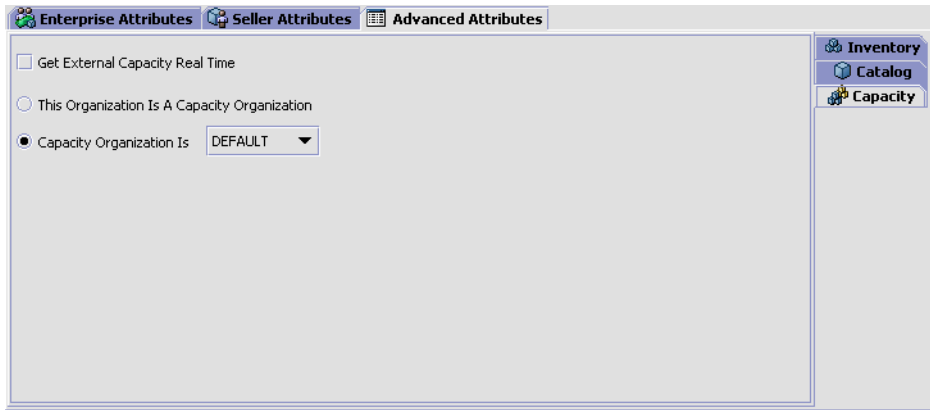 Enterprise Attributes Seller Attributes Advanced Attributes
Inventory
Catalog
Capacity
Get External Capacity Real Time
This Organization Is A Capacity Organization
Capacity Organization Is DEFAULT